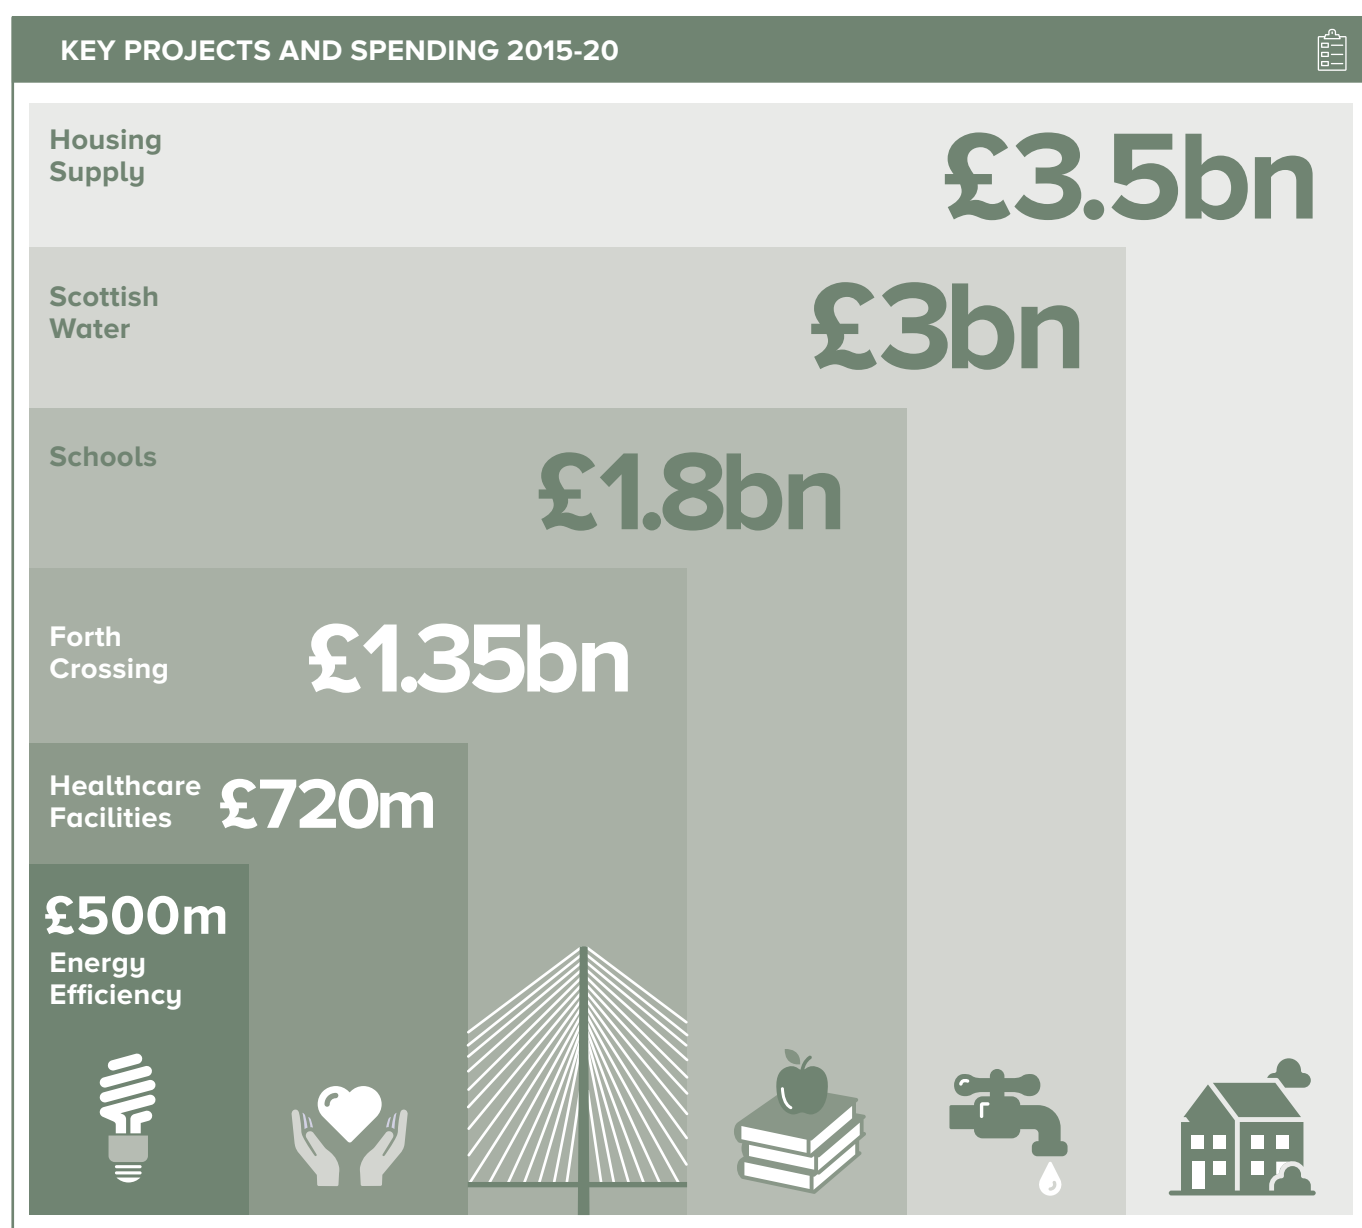 KEY PROJECTS AND SPENDING 2015-20
Housing
Supply
£3.5bn
Scottish
Water
£3bn
Schools
£1.8bn
Forth
Crossing
£1.35bn
Healthcare
Facilities
£720m
£500m
Energy
Efficiency